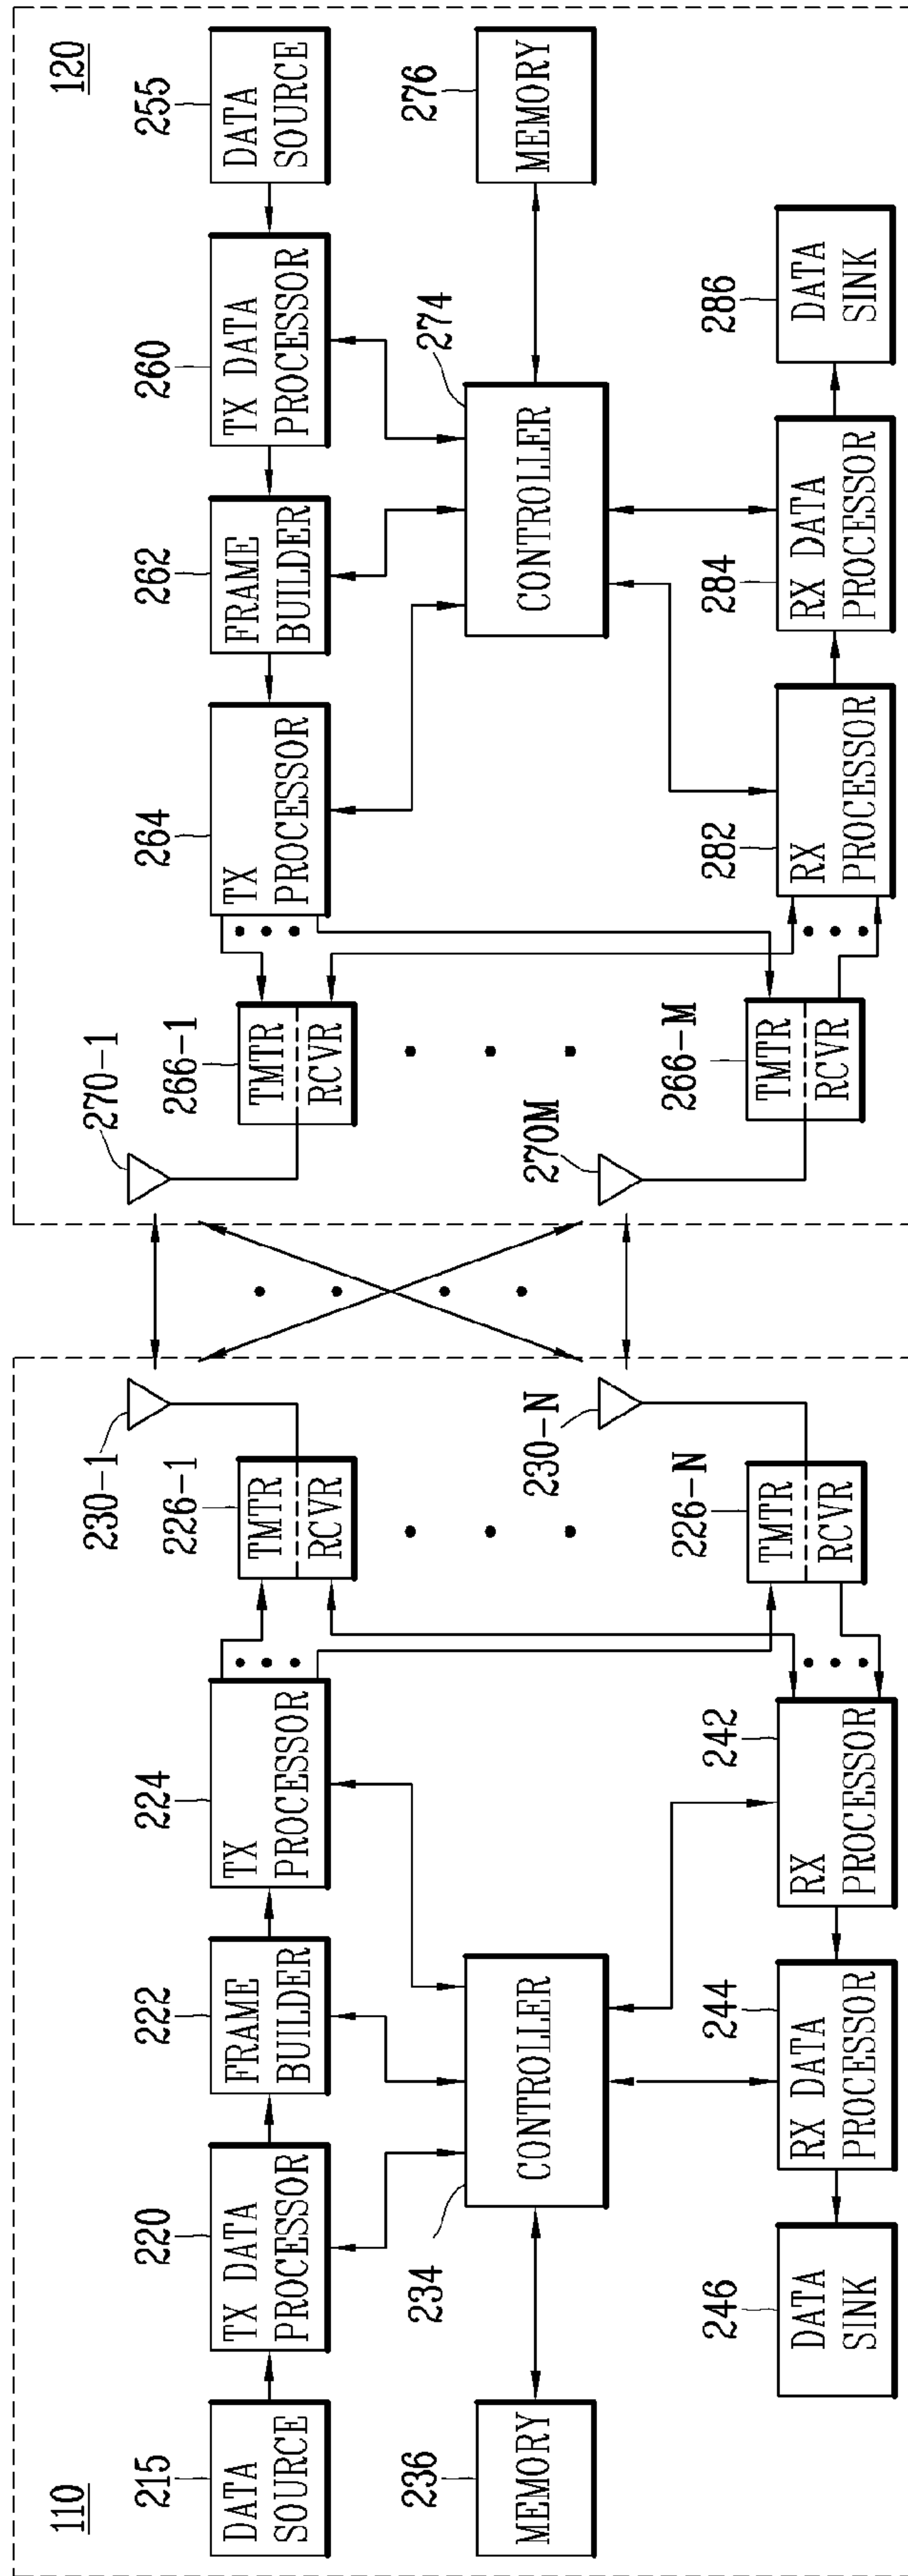 110
215
DATA
SOURCE
220
TX DATA
PROCESSOR
222
FRAME
BUILDER
224
TX
PROCESSOR
230-1
226-1
TMTR
RCVR
236
MEMORY
234
CONTROLLER
230-N
226-N
TMTR
RCVR
246
DATA
SINK
244
RX DATA
PROCESSOR
242
RX
PROCESSOR
120
270-1
266-1
TMTR
RCVR
264
TX
PROCESSOR
262
FRAME
BUILDER
260
TX DATA
PROCESSOR
255
DATA
SOURCE
274
CONTROLLER
276
MEMORY
270M
266-M
TMTR
RCVR
282
RX
PROCESSOR
284
RX DATA
PROCESSOR
286
DATA
SINK